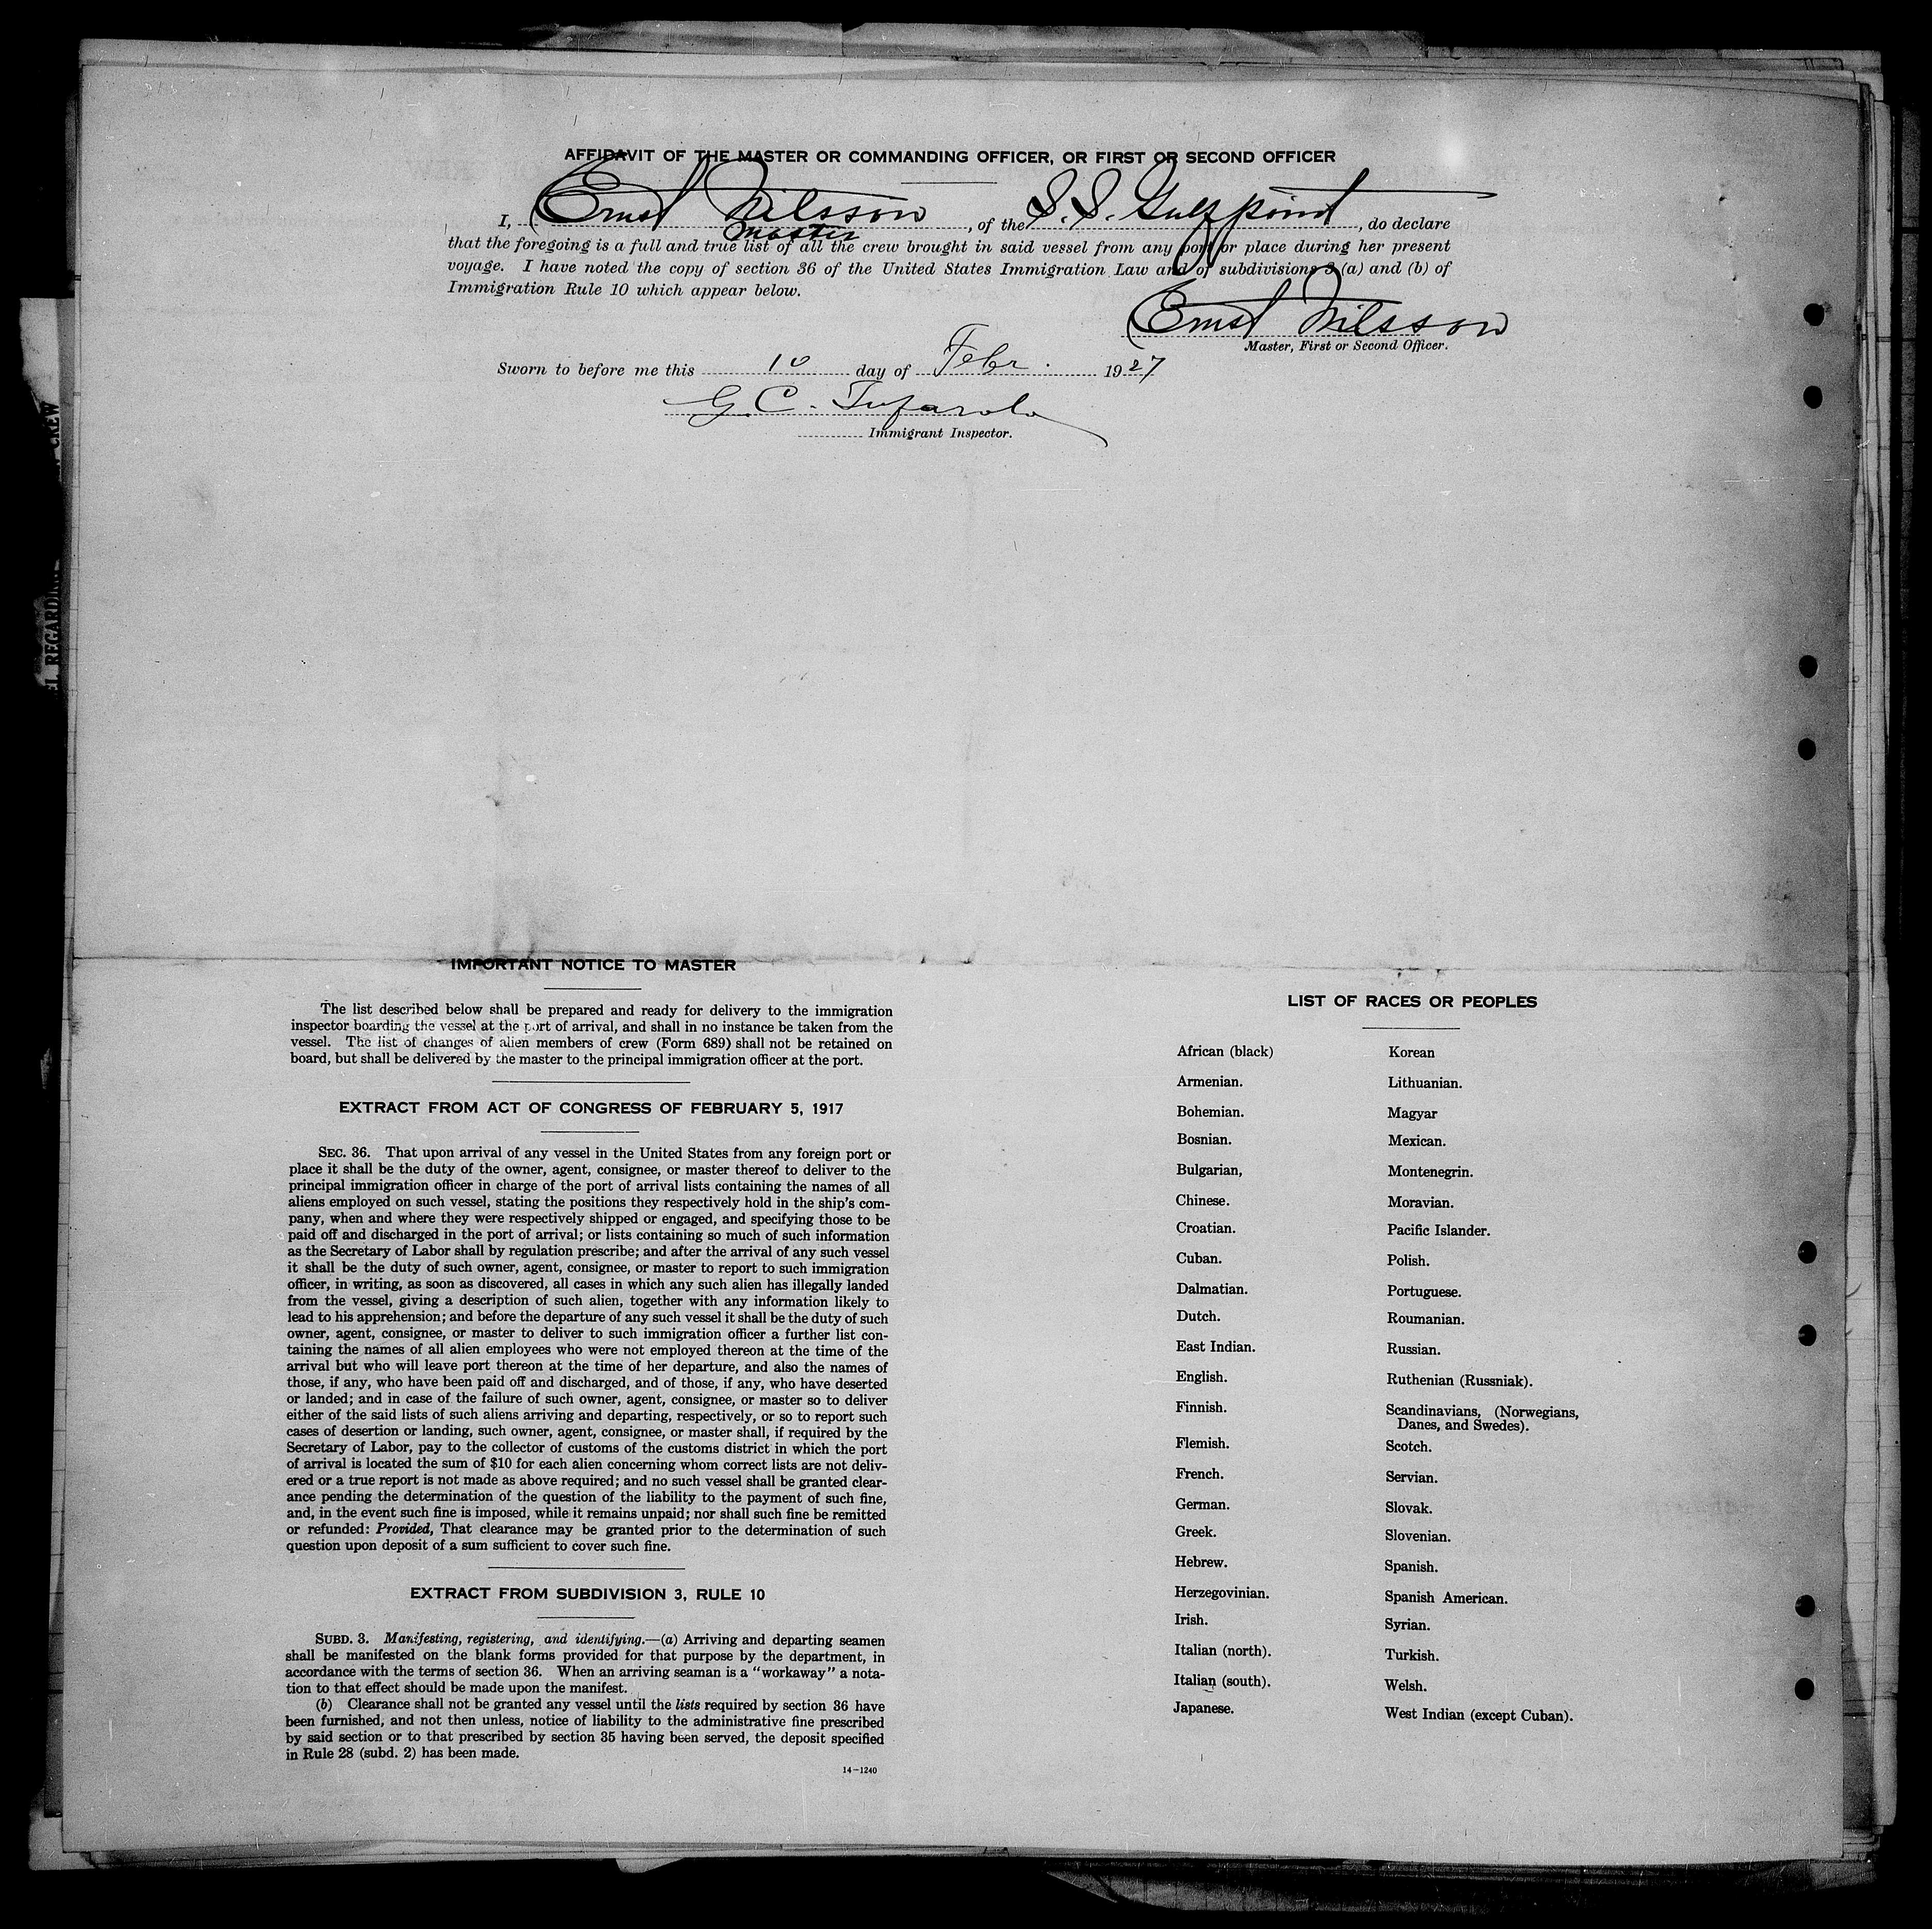 AFFIDAVIT OF THE MASTER OR COMMANDING OFFICER, OR FIRST OR SECOND OFFICER
I, Ernst Nilsson, of the S.S. Gulfpoint, do declare
master
that the foregoing is a full and true list of all the crew brought in said vessel from any port or place during her present
voyage. I have noted the copy of section 36 of the United States Immigration Law and of subdivisions 3 (a) and (b) of
Immigration Rule 10 which appear below.
Ernst Nilsson
Master, First or Second Officer.
Sworn to before me this 10 day of Febr. 1927
G. C.
Immigrant Inspector.
CREW
REGARDING
IMPORTANT NOTICE TO MASTER
The list described below shall be prepared and ready for delivery to the immigration
inspector boarding the vessel at the port of arrival, and shall in no instance be taken from the
vessel. The list of changes of alien members of crew (Form 689) shall not be retained on
board, but shall be delivered by the master to the principal immigration officer at the port.
EXTRACT FROM ACT OF CONGRESS OF FEBRUARY 5, 1917
SEC. 36. That upon arrival of any vessel in the United States from any foreign port or
place it shall be the duty of the owner, agent, consignee, or master thereof to deliver to the
principal immigration officer in charge of the port of arrival lists containing the names of all
aliens employed on such vessel, stating the positions they respectively hold in the ship's com-
pany, when and where they were respectively shipped or engaged, and specifying those to be
paid off and discharged in the port of arrival; or lists containing so much of such information
as the Secretary of Labor shall by regulation prescribe; and after the arrival of any such vessel
it shall be the duty of such owner, agent, consignee, or master to report to such immigration
officer, in writing, as soon as discovered, all cases in which any such alien has illegally landed
from the vessel, giving a description of such alien, together with any information likely to
lead to his apprehension; and before the departure of any such vessel it shall be the duty of such
owner, agent, consignee, or master to deliver to such immigration officer a further list con-
taining the names of all alien employees who were not employed thereon at the time of the
arrival but who will leave port thereon at the time of her departure, and also the names of
those, if any, who have been paid off and discharged, and of those, if any, who have deserted
or landed; and in case of the failure of such owner, agent, consignee, or master so to deliver
either of the said lists of such aliens arriving and departing, respectively, or so to report such
cases of desertion or landing, such owner, agent, consignee, or master shall, if required by the
Secretary of Labor, pay to the collector of customs of the customs district in which the port
of arrival is located the sum of $10 for each alien concerning whom correct lists are not deliv-
ered or a true report is not made as above required; and no such vessel shall be granted clear-
ance pending the determination of the question of the liability to the payment of such fine,
and, in the event such fine is imposed, while it remains unpaid; nor shall such fine be remitted
or refunded: Provided, That clearance may be granted prior to the determination of such
question upon deposit of a sum sufficient to cover such fine.
EXTRACT FROM SUBDIVISION 3, RULE 10
SUBD. 3. Manifesting, registering, and identifying.—(a) Arriving and departing seamen
shall be manifested on the blank forms provided for that purpose by the department, in
accordance with the terms of section 36. When an arriving seaman is a "workaway" a nota-
tion to that effect should be made upon the manifest.
(b) Clearance shall not be granted any vessel until the lists required by section 36 have
been furnished, and not then unless, notice of liability to the administrative fine prescribed
by said section or to that prescribed by section 35 having been served, the deposit specified
in Rule 28 (subd. 2) has been made.
14—1240
LIST OF RACES OR PEOPLES
African (black)
Armenian.
Bohemian.
Bosnian.
Bulgarian,
Chinese.
Croatian.
Cuban.
Dalmatian.
Dutch.
East Indian.
English.
Finnish.
Flemish.
French.
German.
Greek.
Hebrew.
Herzegovinian.
Irish.
Italian (north).
Italian (south).
Japanese.
Korean
Lithuanian.
Magyar
Mexican.
Montenegrin.
Moravian.
Pacific Islander.
Polish.
Portuguese.
Roumanian.
Russian.
Ruthenian (Russniak).
Scandinavians, (Norwegians,
Danes, and Swedes).
Scotch.
Servian.
Slovak.
Slovenian.
Spanish.
Spanish American.
Syrian.
Turkish.
Welsh.
West Indian (except Cuban).